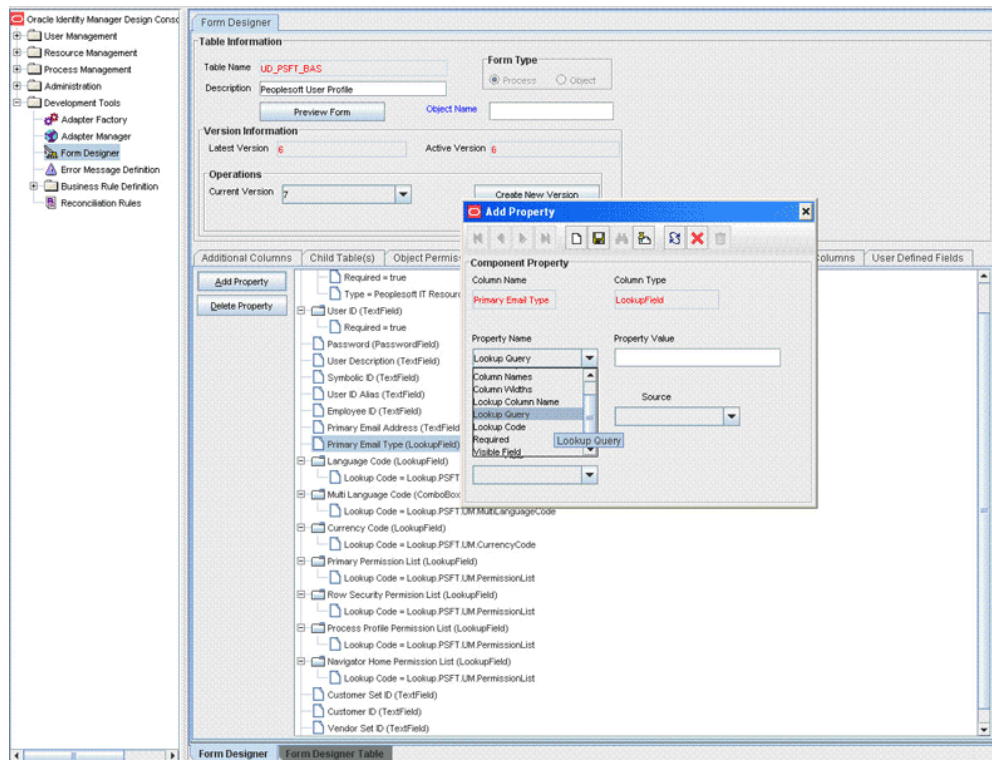 Oracle Identity Manager Design Conso
User Management
Resource Management
Process Management
Administration
Development Tools
Adapter Factory
Adapter Manager
Form Designer
Error Message Definition
Business Rule Definition
Reconciliation Rules
Form Designer
Table Information
Table Name UD_PSFT_BAS
Description Peoplesoft User Profile
Preview Form
Form Type
Process Object
Object Name
Version Information
Latest Version 6 Active Version 6
Operations
Current Version 7 Create New Version
Additional Columns Child Table(s) Object Permiss olumns User Defined Fields
Add Property
Delete Property
Required = true
Type = Peoplesoft IT Resourc
User ID (TextField)
Required = true
Password (PasswordField)
User Description (TextField)
Symbolic ID (TextField)
User ID Alias (TextField)
Employee ID (TextField)
Primary Email Address (TextField
Primary Email Type (LookupField)
Language Code (LookupField)
Lookup Code = Lookup.PSFT
Multi Language Code (ComboBox
Lookup Code = Lookup.PSFT.UM.MultiLanguageCode
Currency Code (LookupField)
Lookup Code = Lookup.PSFT.UM.CurrencyCode
Primary Permission List (LookupField)
Lookup Code = Lookup.PSFT.UM.PermissionList
Row Security Permision List (LookupField)
Lookup Code = Lookup.PSFT.UM.PermissionList
Process Profile Permission List (LookupField)
Lookup Code = Lookup.PSFT.UM.PermissionList
Navigator Home Permission List (LookupField)
Lookup Code = Lookup.PSFT.UM.PermissionList
Customer Set ID (TextField)
Customer ID (TextField)
Vendor Set ID (TextField)
Add Property
Component Property
Column Name Column Type
Primary Email Type LookupField
Property Name Property Value
Lookup Query
Column Names
Column Widths
Lookup Column Name
Lookup Query
Lookup Code
Required
Visible Field
Lookup Query
Source
Form Designer Form Designer Table